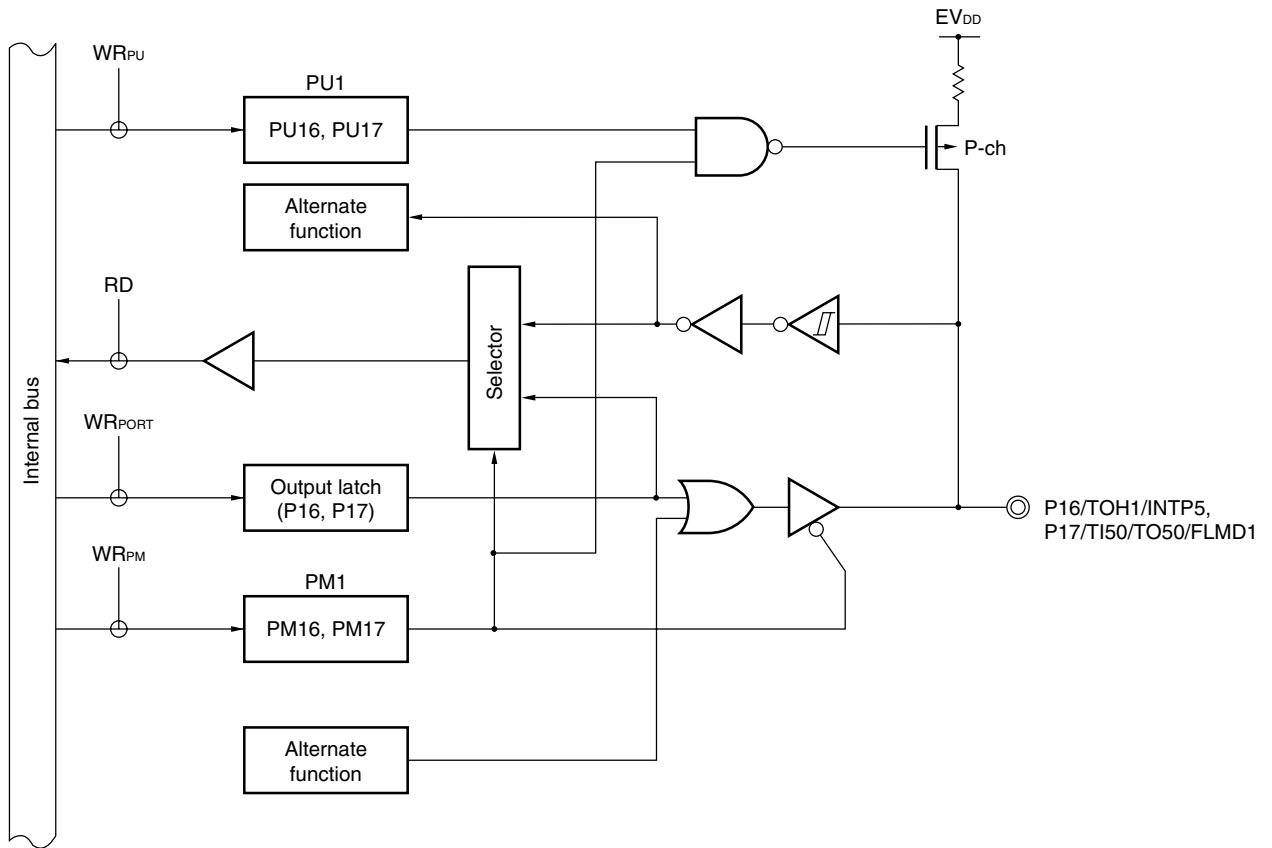 EVDD
WRPU
PU1
PU16, PU17
P-ch
Alternate
function
RD
Selector
Internal bus
WRPORT
Output latch
(P16, P17)
P16/TOH1/INTP5,
P17/TI50/TO50/FLMD1
WRPM
PM1
PM16, PM17
Alternate
function